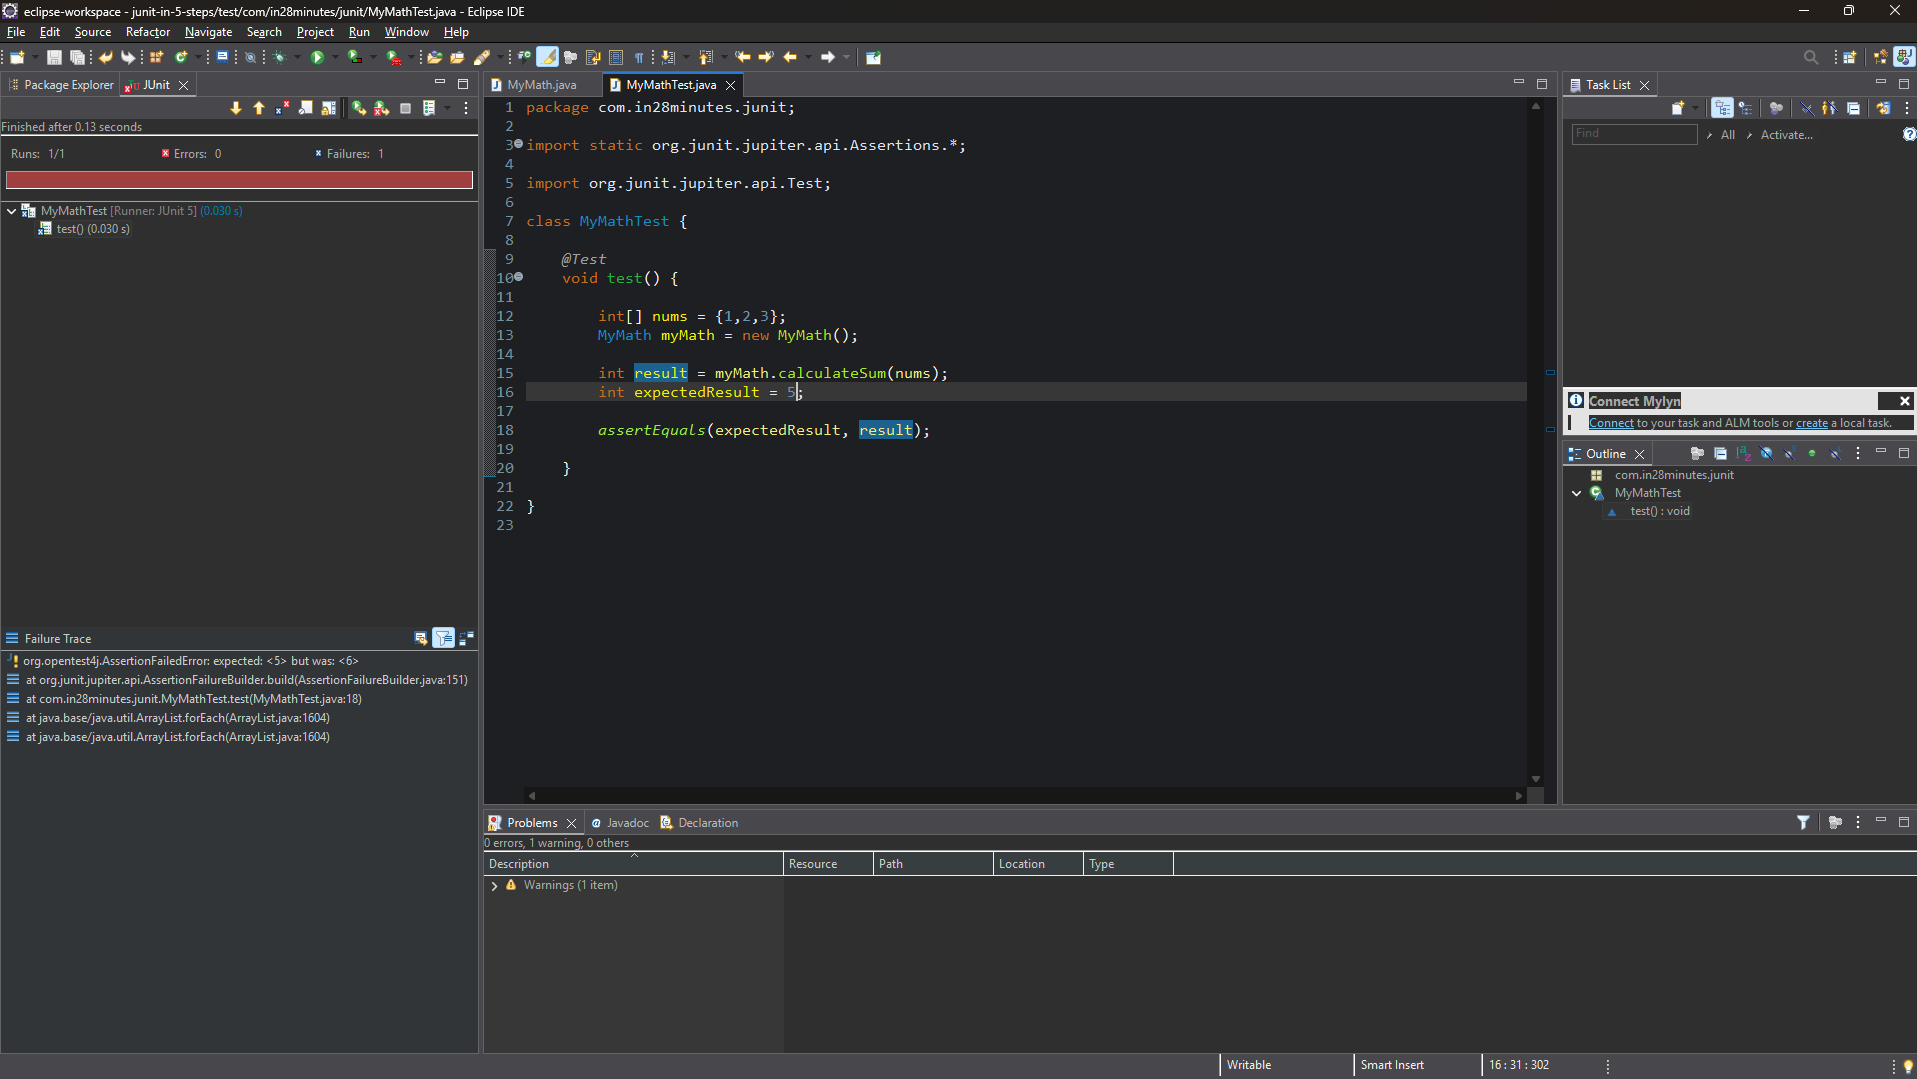 eclipse-workspace - junit-in-5-steps/test/com/in28minutes/junit/MyMathTest.java - Eclipse IDE
File Edit Source Refactor Navigate Search Project Run Window Help
Package Explorer
JUnit
Finished after 0.13 seconds
Runs: 1/1
Errors: 0
Failures: 1
MyMathTest [Runner: JUnit 5] (0.030 s)
test() (0.030 s)
Failure Trace
org.opentest4j.AssertionFailedError: expected: <5> but was: <6>
at org.junit.jupiter.api.AssertionFailureBuilder.build(AssertionFailureBuilder.java:151)
at com.in28minutes.junit.MyMathTest.test(MyMathTest.java:18)
at java.base/java.util.ArrayList.forEach(ArrayList.java:1604)
at java.base/java.util.ArrayList.forEach(ArrayList.java:1604)
MyMath.java
MyMathTest.java
1 package com.in28minutes.junit;
2
3 import static org.junit.jupiter.api.Assertions.*;
4
5 import org.junit.jupiter.api.Test;
6
7 class MyMathTest {
8
9 @Test
10 void test() {
11
12 int[] nums = {1,2,3};
13 MyMath myMath = new MyMath();
14
15 int result = myMath.calculateSum(nums);
16 int expectedResult = 5;
17
18 assertEquals(expectedResult, result);
19
20 }
21
22 }
23
Task List
Find
All
Activate...
Connect Mylyn
Connect to your task and ALM tools or create a local task.
Outline
com.in28minutes.junit
MyMathTest
test() : void
Problems
Javadoc
Declaration
0 errors, 1 warning, 0 others
Description Resource Path Location Type
Warnings (1 item)
Writable
Smart Insert
16 : 31 : 302